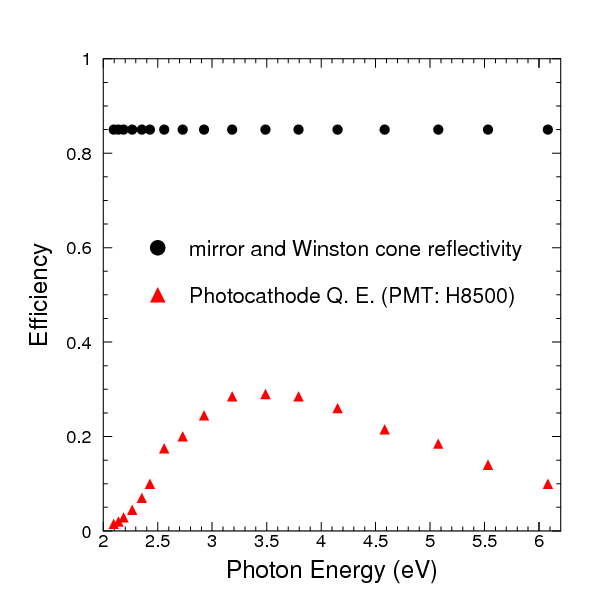 1
0.8
0.6
0.4
0.2
0
Efficiency
mirror and Winston cone reflectivity
Photocathode Q. E. (PMT: H8500)
2 2.5 3 3.5 4 4.5 5 5.5 6
Photon Energy (eV)